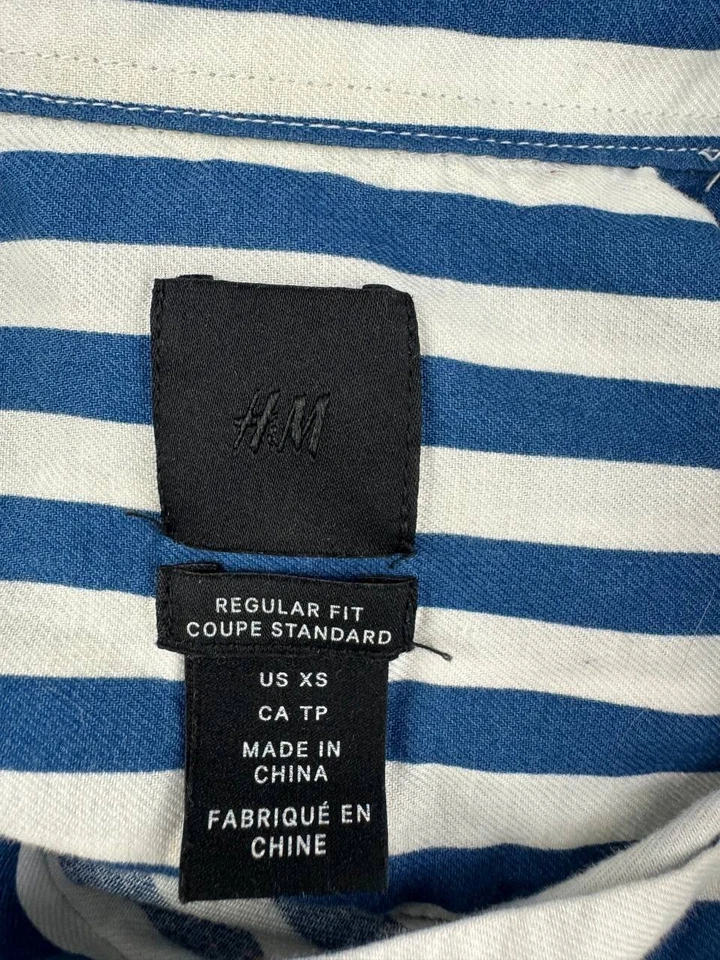 H&M
REGULAR FIT
COUPE STANDARD
US XS
CA TP
MADE IN
CHINA
FABRIQUÉ EN
CHINE